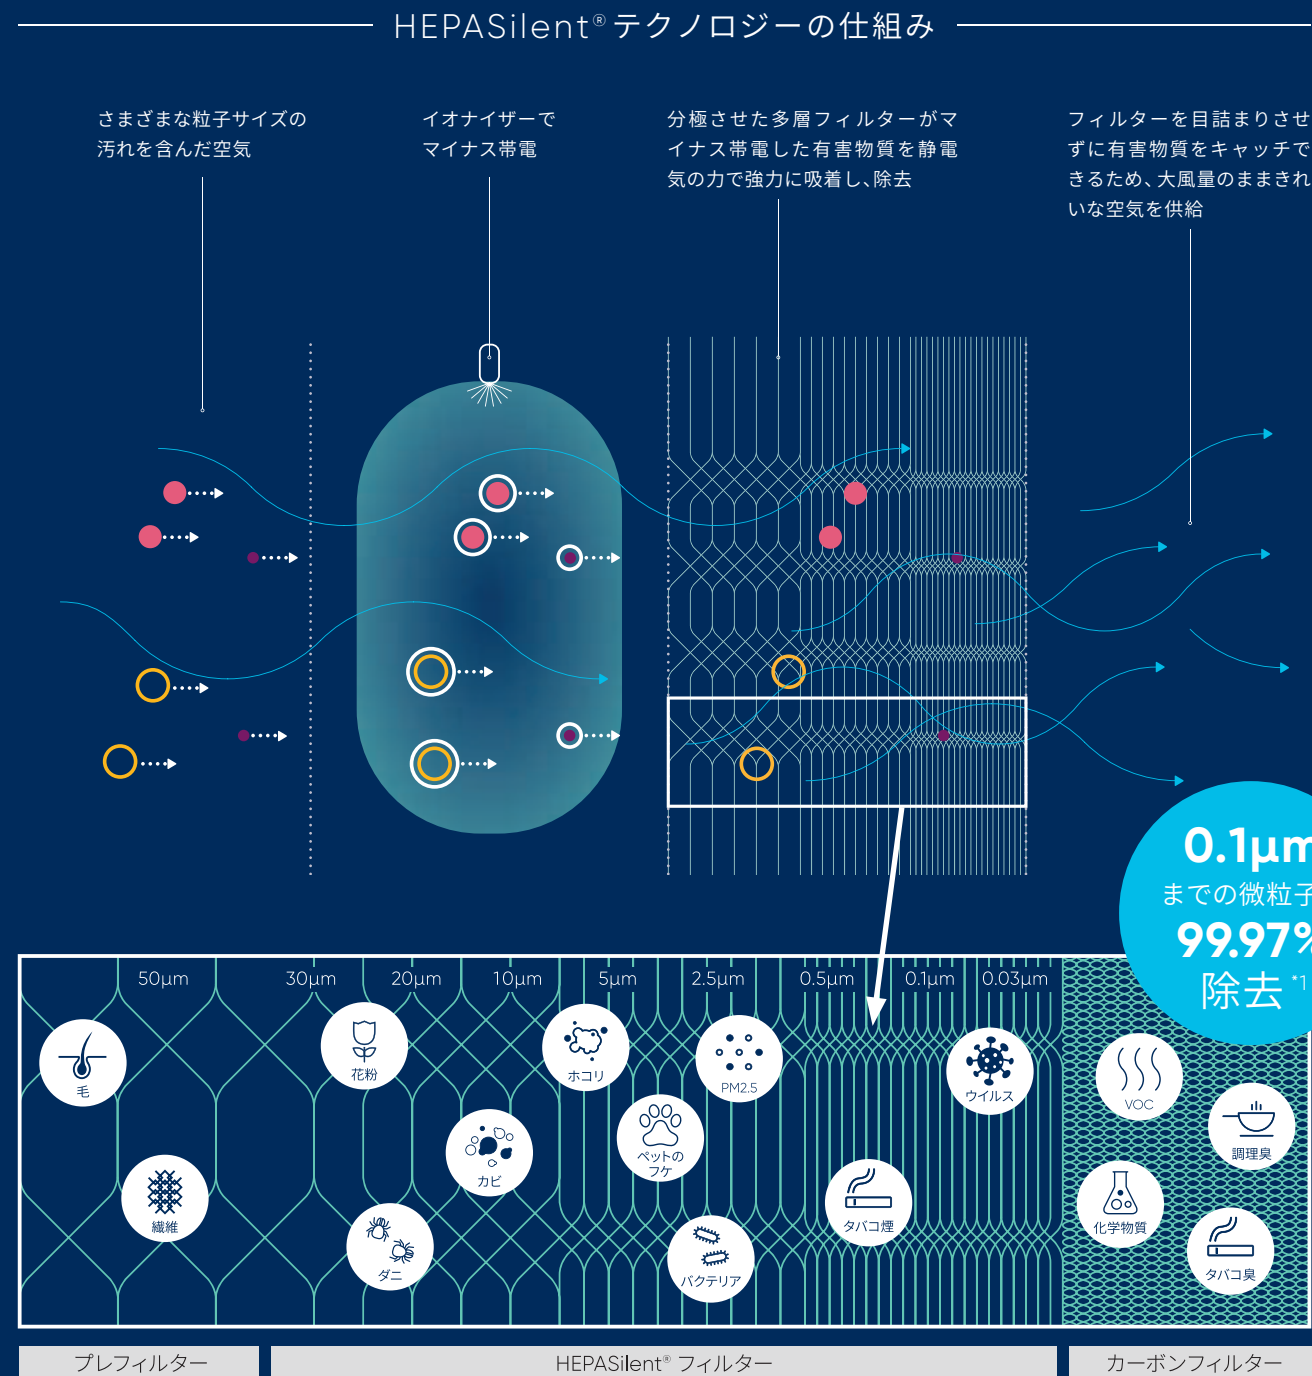 HEPASilent® テクノロジーの仕組み
さまざまな粒子サイズの
汚れを含んだ空気
イオナイザーで
マイナス帯電
分極させた多層フィルターがマ
イナス帯電した有害物質を静電
気の力で強力に吸着し、除去
フィルターを目詰まりさせ
ずに有害物質をキャッチで
きるため、大風量のままきれ
いな空気を供給
0.1μm
までの微粒子
99.97%
除去 *1
50μm 30μm 20μm 10μm 5μm 2.5μm 0.5μm 0.1μm 0.03μm
毛
花粉
ホコリ
PM2.5
ウイルス
VOC
調理臭
カビ
ペットの
フケ
繊維
ダニ
バクテリア
タバコ煙
化学物質
タバコ臭
プレフィルター
HEPASilent® フィルター
カーボンフィルター